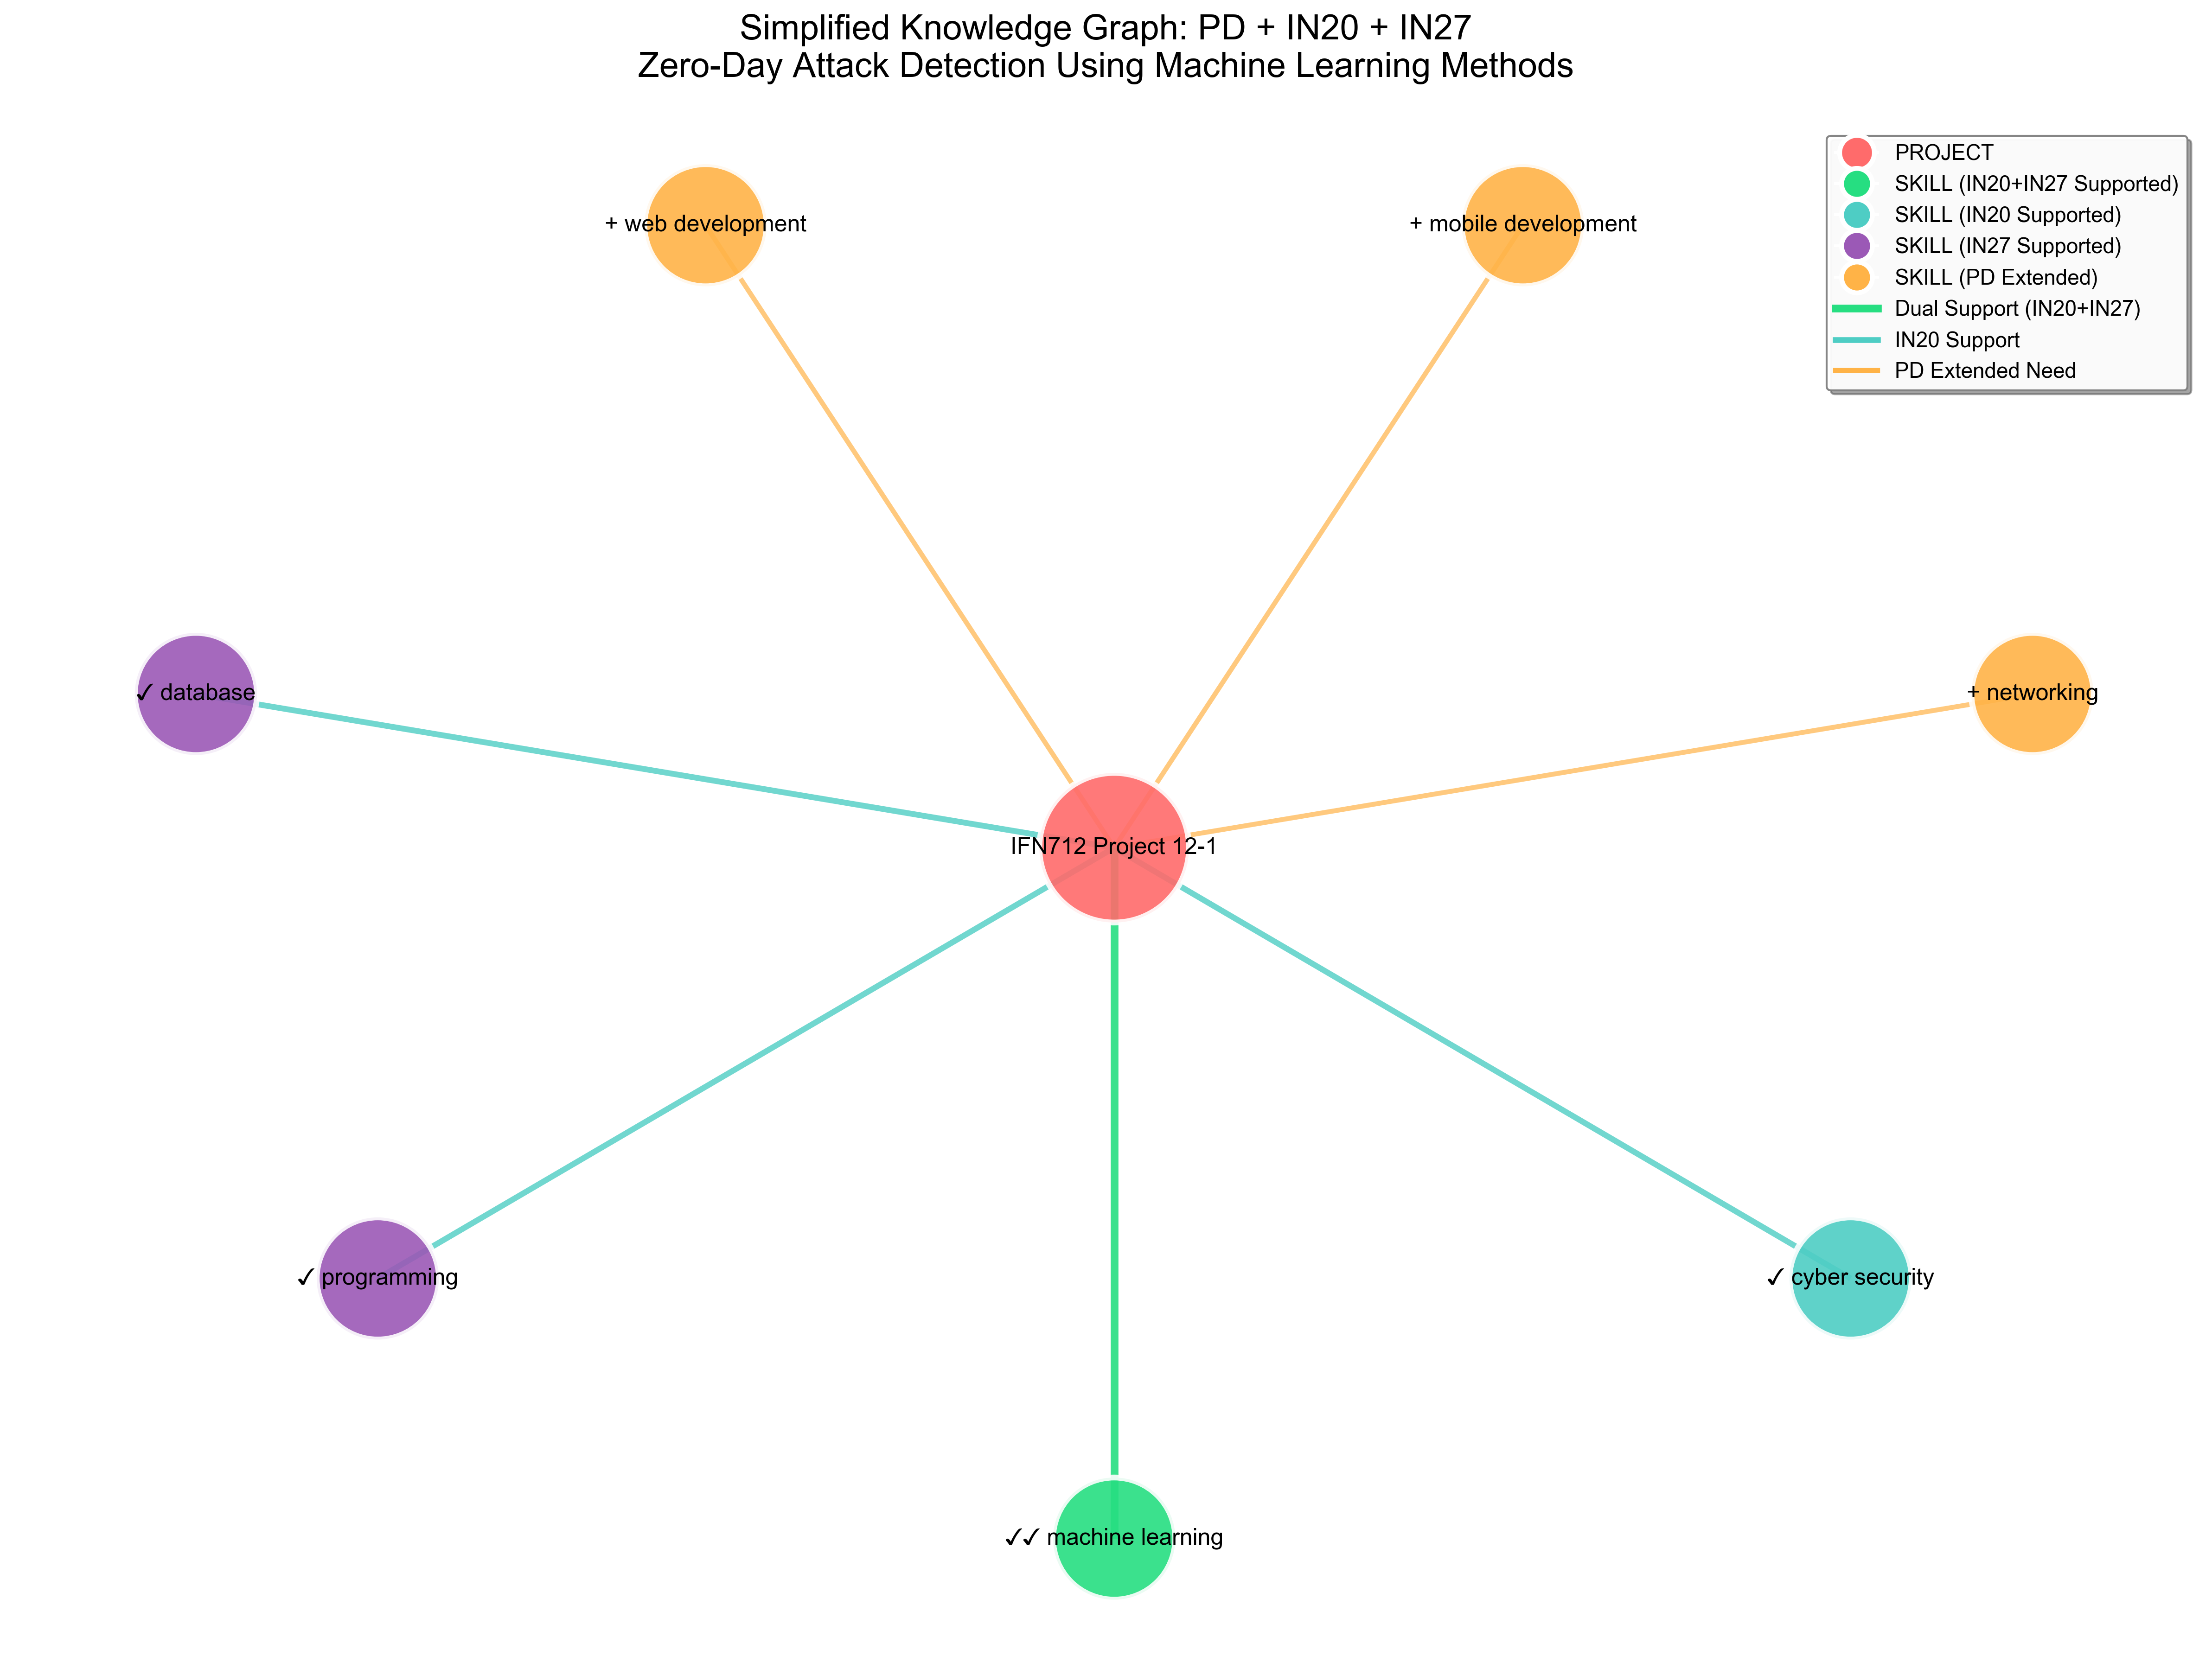 Simplified Knowledge Graph: PD + IN20 + IN27
Zero-Day Attack Detection Using Machine Learning Methods
PROJECT
SKILL (IN20+IN27 Supported)
SKILL (IN20 Supported)
SKILL (IN27 Supported)
SKILL (PD Extended)
Dual Support (IN20+IN27)
IN20 Support
PD Extended Need
+ web development
+ mobile development
✓ database
+ networking
IFN712 Project 12-1
✓ programming
✓ cyber security
✓✓ machine learning